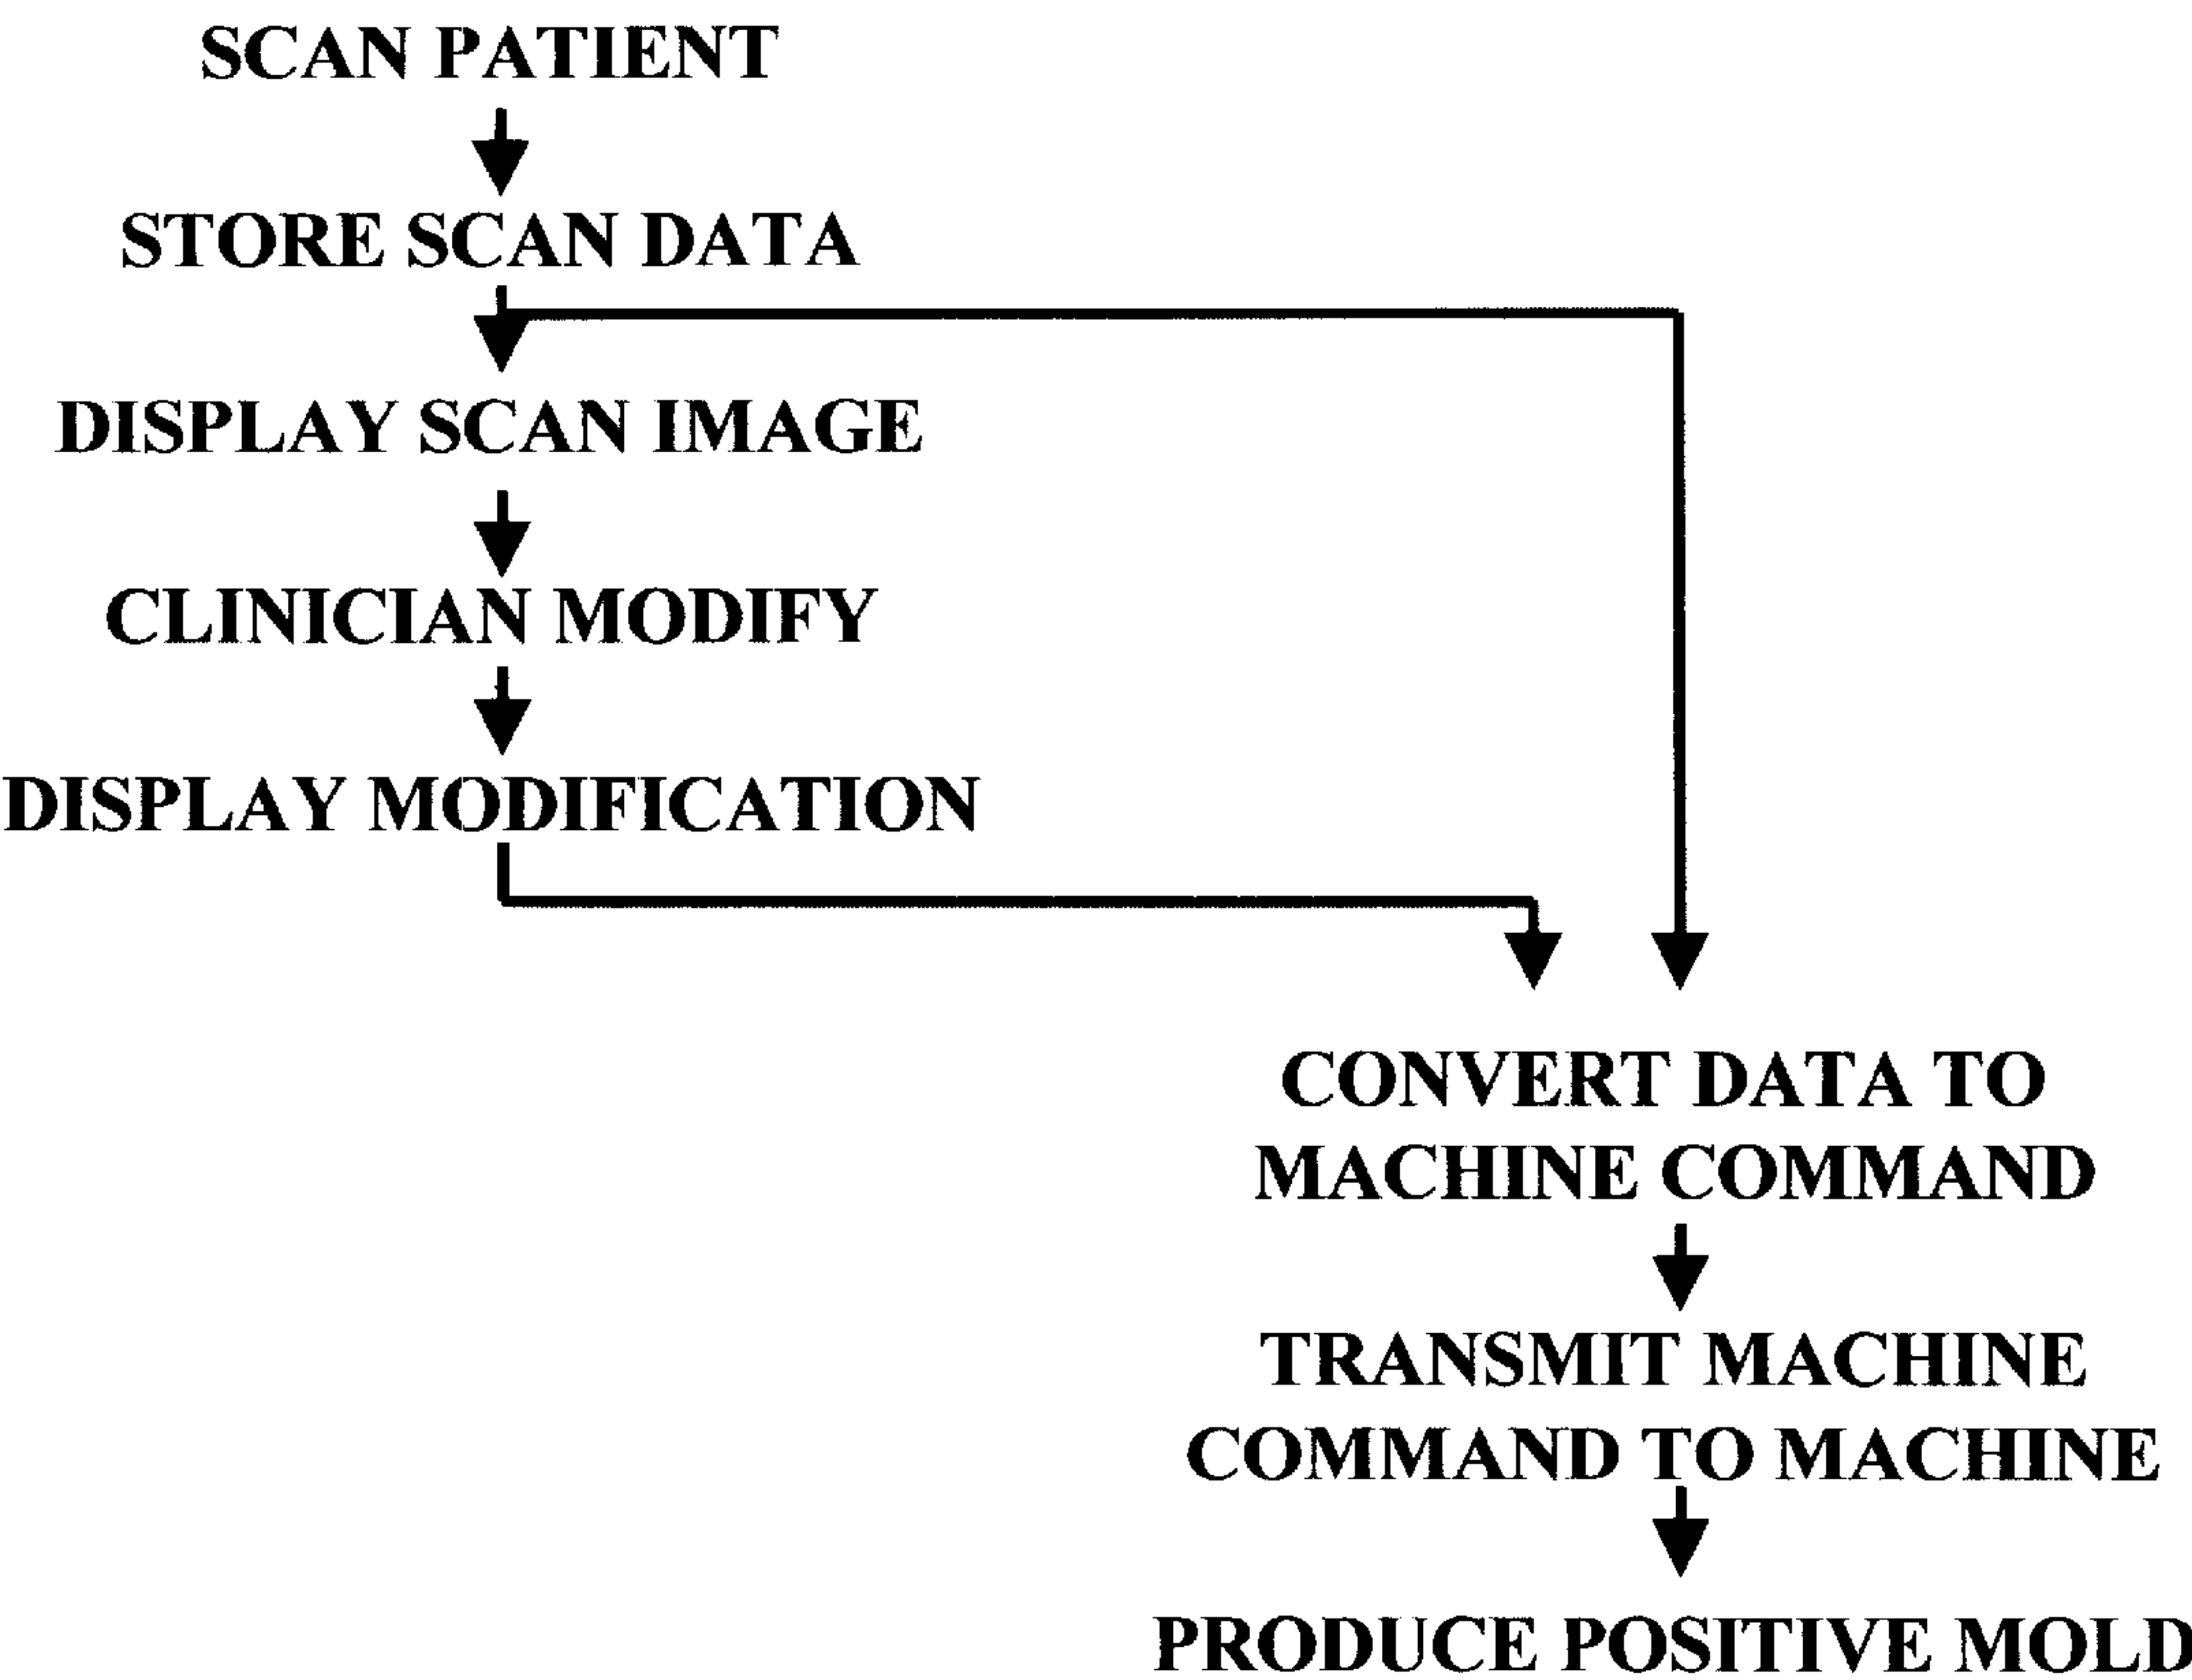 SCAN PATIENT
STORE SCAN DATA
DISPLAY SCAN IMAGE
CLINICIAN MODIFY
DISPLAY MODIFICATION
CONVERT DATA TO
MACHINE COMMAND
TRANSMIT MACHINE
COMMAND TO MACHINE
PRODUCE POSITIVE MOLD